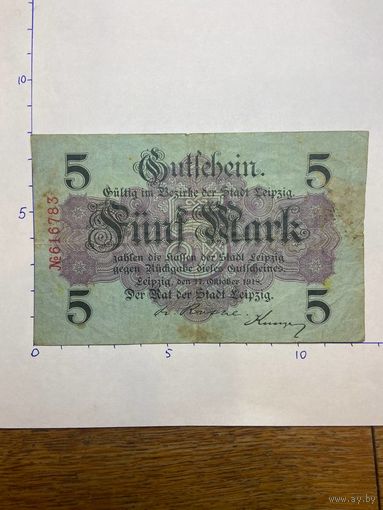 10
5
5 Gutschein. 5
Gültig im Bezirke der Stadt Leipzig.
Fünf Mark
zahlen die Kassen der Stadt Leipzig
gegen Rückgabe dieses Gutscheines.
Leipzig, den 11. Oktober 1918.
Der Rat der Stadt Leipzig.
5 5
№616783
0 5 10
www.ay.by